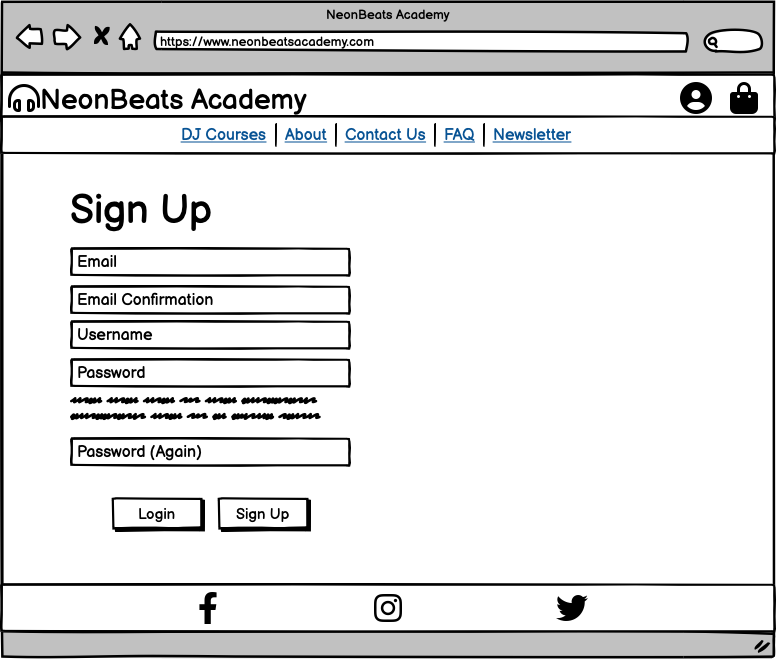 NeonBeats Academy
https://www.neonbeatsacademy.com
NeonBeats Academy
DJ Courses | About | Contact Us | FAQ | Newsletter
Sign Up
Email
Email Confirmation
Username
Password
Password (Again)
Login Sign Up